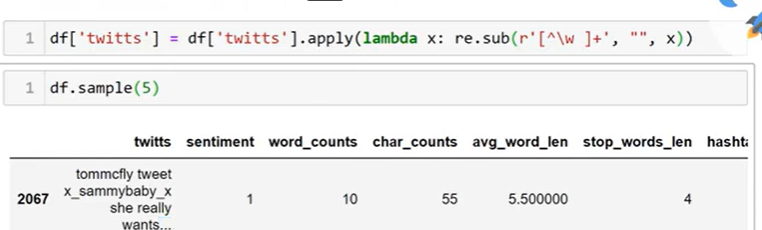 1 df['twitts'] = df['twitts'].apply(lambda x: re.sub(r'[^\w ]+', "", x))
1 df.sample(5)
twitts sentiment word_counts char_counts avg_word_len stop_words_len hashta
tommcfly tweet
x_sammybaby_x
2067 she really 1 10 55 5.500000 4
wants...